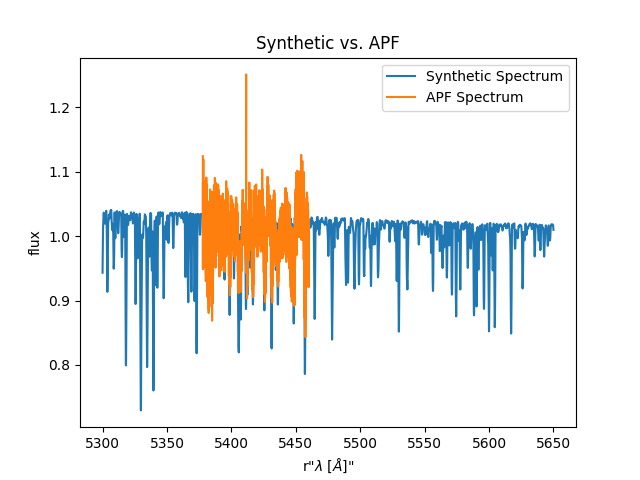 Synthetic vs. APF
Synthetic Spectrum
APF Spectrum
1.2
1.1
1.0
0.9
0.8
flux
5300 5350 5400 5450 5500 5550 5600 5650
r"λ [Å]"